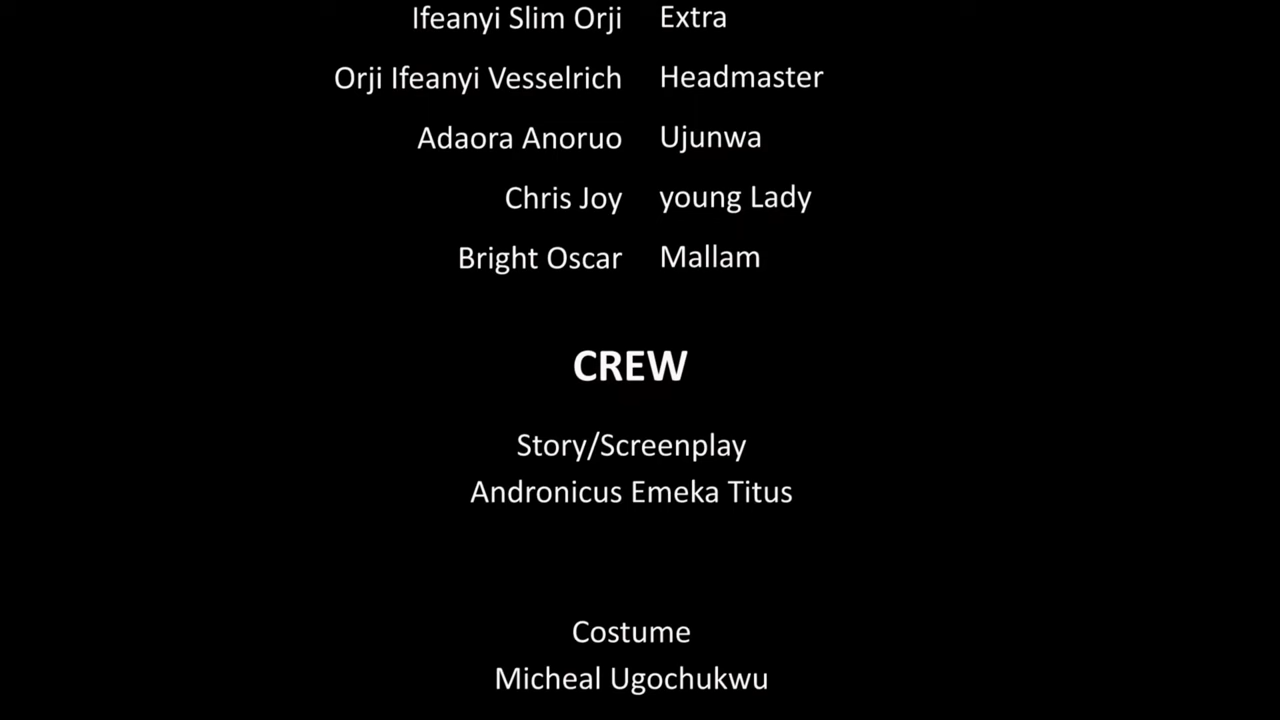 Ifeanyi Slim Orji Extra
Orji Ifeanyi Vesselrich Headmaster
Adaora Anoruo Ujunwa
Chris Joy young Lady
Bright Oscar Mallam
CREW
Story/Screenplay
Andronicus Emeka Titus
Costume
Micheal Ugochukwu